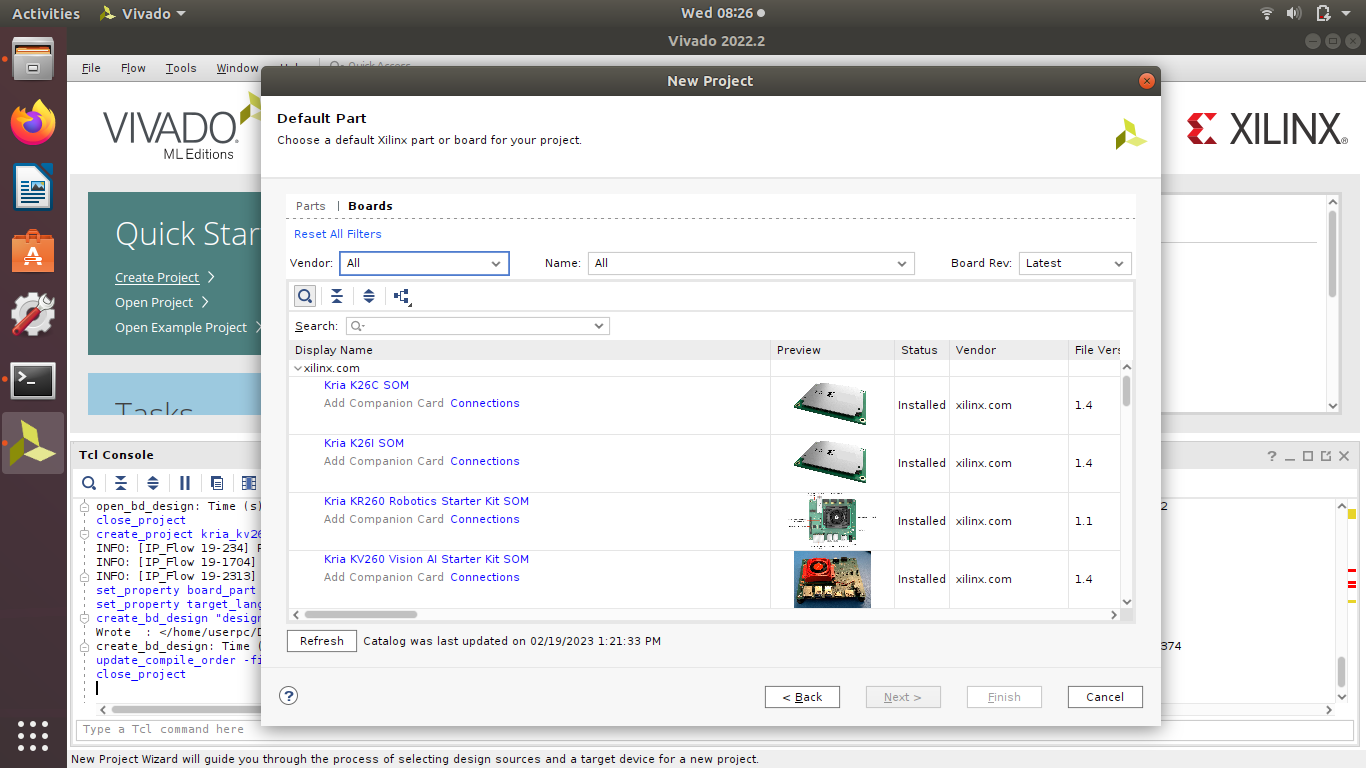 Activities Vivado Wed 08:26
Vivado 2022.2
File Flow Tools Window Help Quick Access
New Project
VIVADO
ML Editions
XILINX
Default Part
Choose a default Xilinx part or board for your project.
Quick Star
Create Project
Open Project
Open Example Project
Tasks
Parts | Boards
Reset All Filters
Vendor: All Name: All Board Rev: Latest
Search:
Display Name Preview Status Vendor File Vers
xilinx.com
Kria K26C SOM
Add Companion Card Connections Installed xilinx.com 1.4
Kria K26I SOM
Add Companion Card Connections Installed xilinx.com 1.4
Kria KR260 Robotics Starter Kit SOM
Add Companion Card Connections Installed xilinx.com 1.1
Kria KV260 Vision AI Starter Kit SOM
Add Companion Card Connections Installed xilinx.com 1.4
Refresh Catalog was last updated on 02/19/2023 1:21:33 PM
? < Back Next > Finish Cancel
Tcl Console
open_bd_design: Time (s) 2
close_project
create_project kria_kv26
INFO: [IP_Flow 19-234] R
INFO: [IP_Flow 19-1704]
INFO: [IP_Flow 19-2313]
set_property board_part
set_property target_lang
create_bd_design "design
Wrote : </home/userpc/D
create_bd_design: Time ( 374
update_compile_order -fi
close_project
Type a Tcl command here
New Project Wizard will guide you through the process of selecting design sources and a target device for a new project.